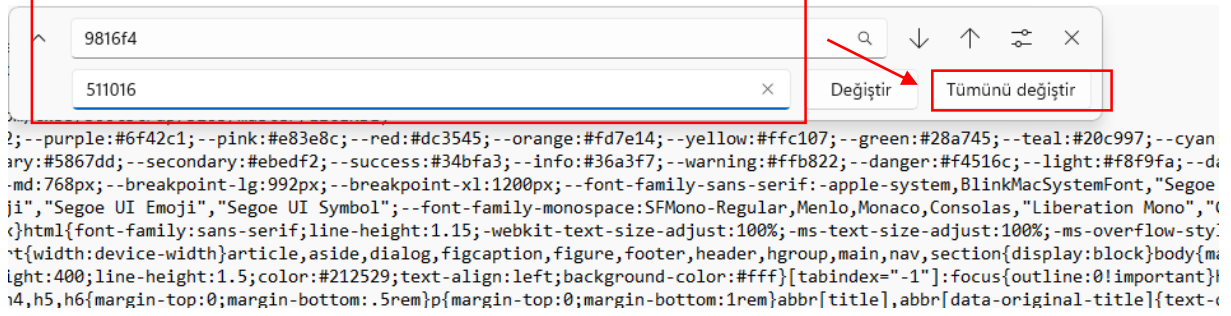 9816f4
511016
Değiştir
Tümünü değiştir
2;--purple:#6f42c1;--pink:#e83e8c;--red:#dc3545;--orange:#fd7e14;--yellow:#ffc107;--green:#28a745;--teal:#20c997;--cyan
ary:#5867dd;--secondary:#ebedf2;--success:#34bfa3;--info:#36a3f7;--warning:#ffb822;--danger:#f4516c;--light:#f8f9fa;--da
-md:768px;--breakpoint-lg:992px;--breakpoint-xl:1200px;--font-family-sans-serif:-apple-system,BlinkMacSystemFont,"Segoe
ji","Segoe UI Emoji","Segoe UI Symbol";--font-family-monospace:SFMono-Regular,Menlo,Monaco,Consolas,"Liberation Mono","
x}html{font-family:sans-serif;line-height:1.15;-webkit-text-size-adjust:100%;-ms-text-size-adjust:100%;-ms-overflow-styl
rt{width:device-width}article,aside,dialog,figcaption,figure,footer,header,hgroup,main,nav,section{display:block}body{ma
ight:400;line-height:1.5;color:#212529;text-align:left;background-color:#fff}[tabindex="-1"]:focus{outline:0!important}
h4,h5,h6{margin-top:0;margin-bottom:.5rem}p{margin-top:0;margin-bottom:1rem}abbr[title],abbr[data-original-title]{text-